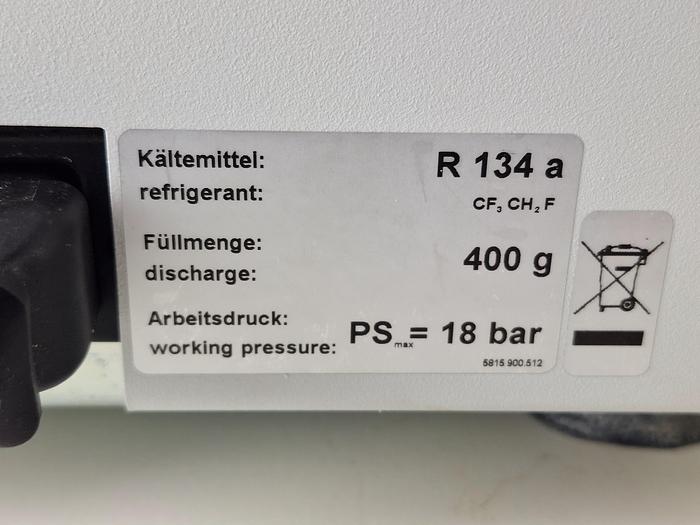 Kältemittel: R 134 a
refrigerant: CF₃ CH₂ F
Füllmenge: 400 g
discharge:
Arbeitsdruck: PSmax= 18 bar
working pressure:
5815 900.512